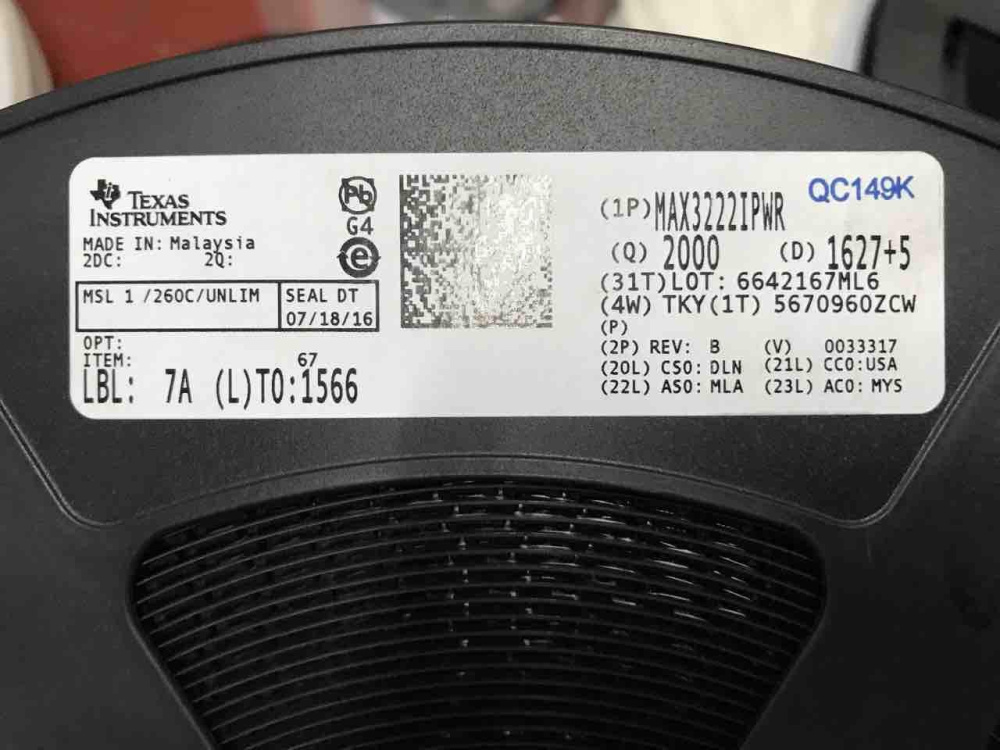 TEXAS
INSTRUMENTS
MADE IN: Malaysia
2DC: 2Q:
Pb
G4
e
MSL 1 /260C/UNLIM
SEAL DT
07/18/16
OPT:
ITEM: 67
LBL: 7A (L)TO:1566
QC149K
(1P)MAX3222IPWR
(Q) 2000 (D) 1627+5
(31T)LOT: 6642167ML6
(4W) TKY(1T) 5670960ZCW
(P)
(2P) REV: B (V) 0033317
(20L) CSO: DLN (21L) CCO:USA
(22L) ASO: MLA (23L) ACO: MYS